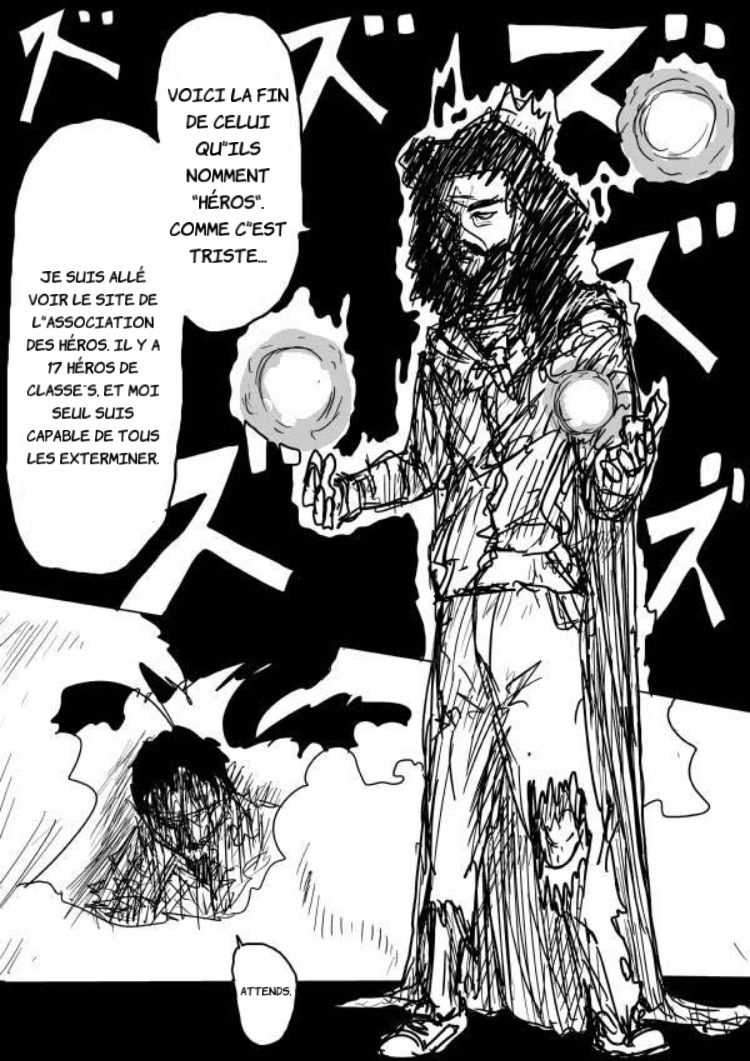 ズズズズ
VOICI LA FIN
DE CELUI
QU"ILS
NOMMENT
"HÉROS".
COMME C"EST
TRISTE...
JE SUIS ALLÉ
VOIR LE SITE DE
L"ASSOCIATION
DES HÉROS. IL Y A
17 HÉROS DE
CLASSE-S, ET MOI
SEUL SUIS
CAPABLE DE TOUS
LES EXTERMINER.
ズズズ
ATTENDS.